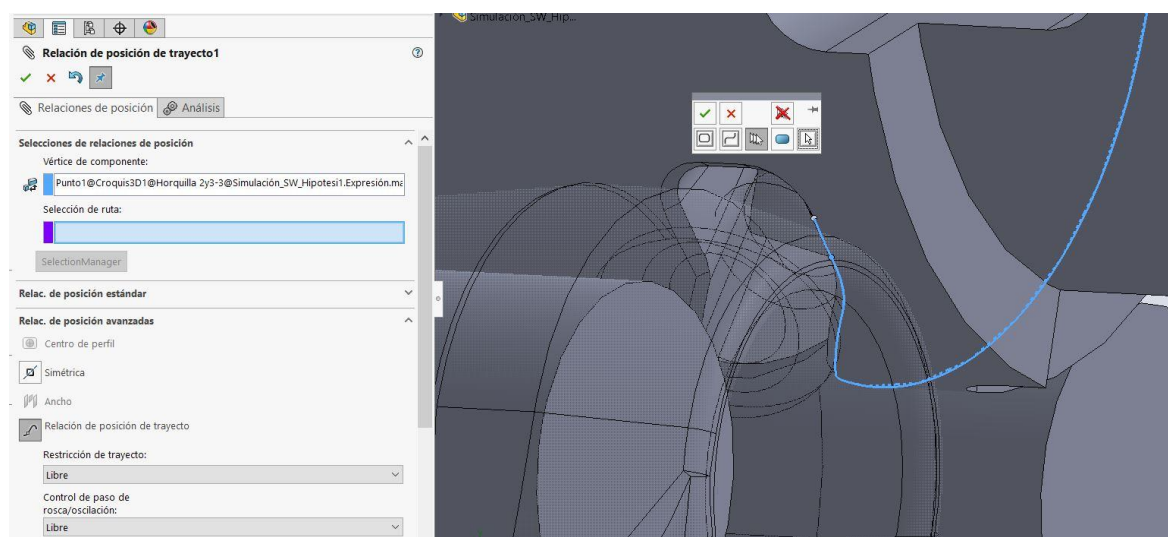 Simulación_SW_Hip...
Relación de posición de trayecto1
Relaciones de posición
Análisis
Selecciones de relaciones de posición
Vértice de componente:
Punto1@Croquis3D1@Horquilla 2y3-3@Simulación_SW_Hipotesi1.Expresión.ma
Selección de ruta:
SelectionManager
Relac. de posición estándar
Relac. de posición avanzadas
Centro de perfil
Simétrica
Ancho
Relación de posición de trayecto
Restricción de trayecto:
Libre
Control de paso de
rosca/oscilación:
Libre